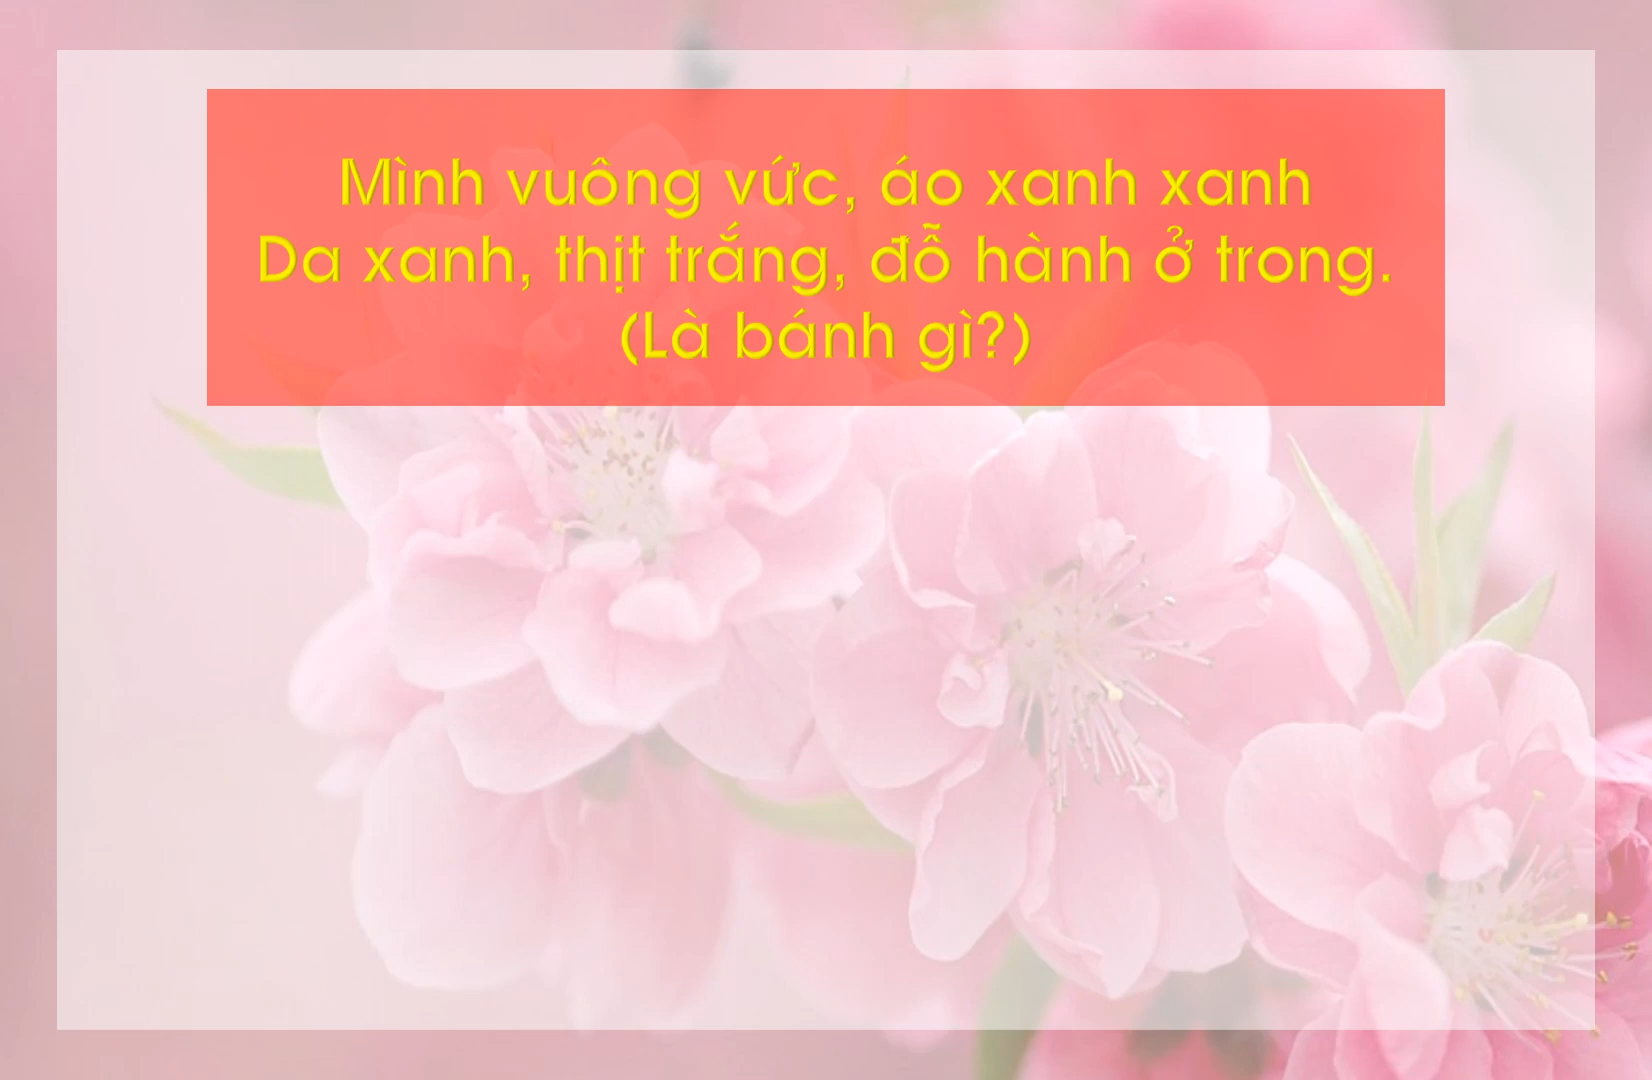 Mình vuông vức, áo xanh xanh
Da xanh, thịt trắng, đỗ hành ở trong.
(Là bánh gì?)